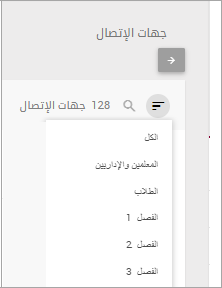 جهات الإتصال
128 جهات الإتصال
الكل
المعلمين والإداريين
الطلاب
الفصل 1
الفصل 2
الفصل 3